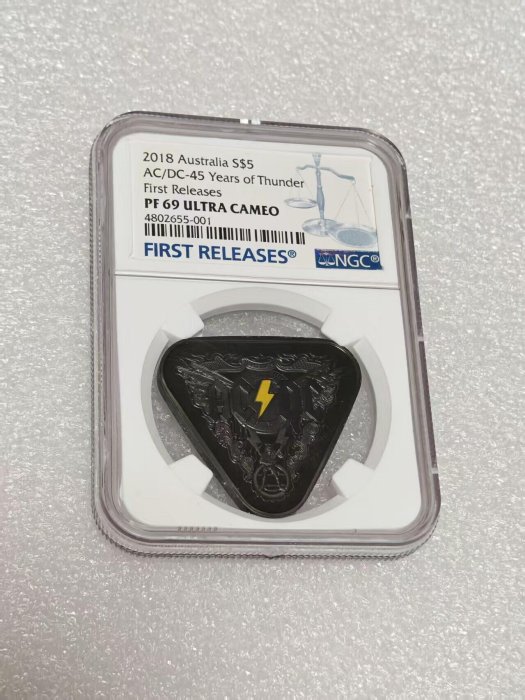 2018 Australia S$5
AC/DC-45 Years of Thunder
First Releases
PF 69 ULTRA CAMEO
4802655-001
FIRST RELEASES®
NGC®